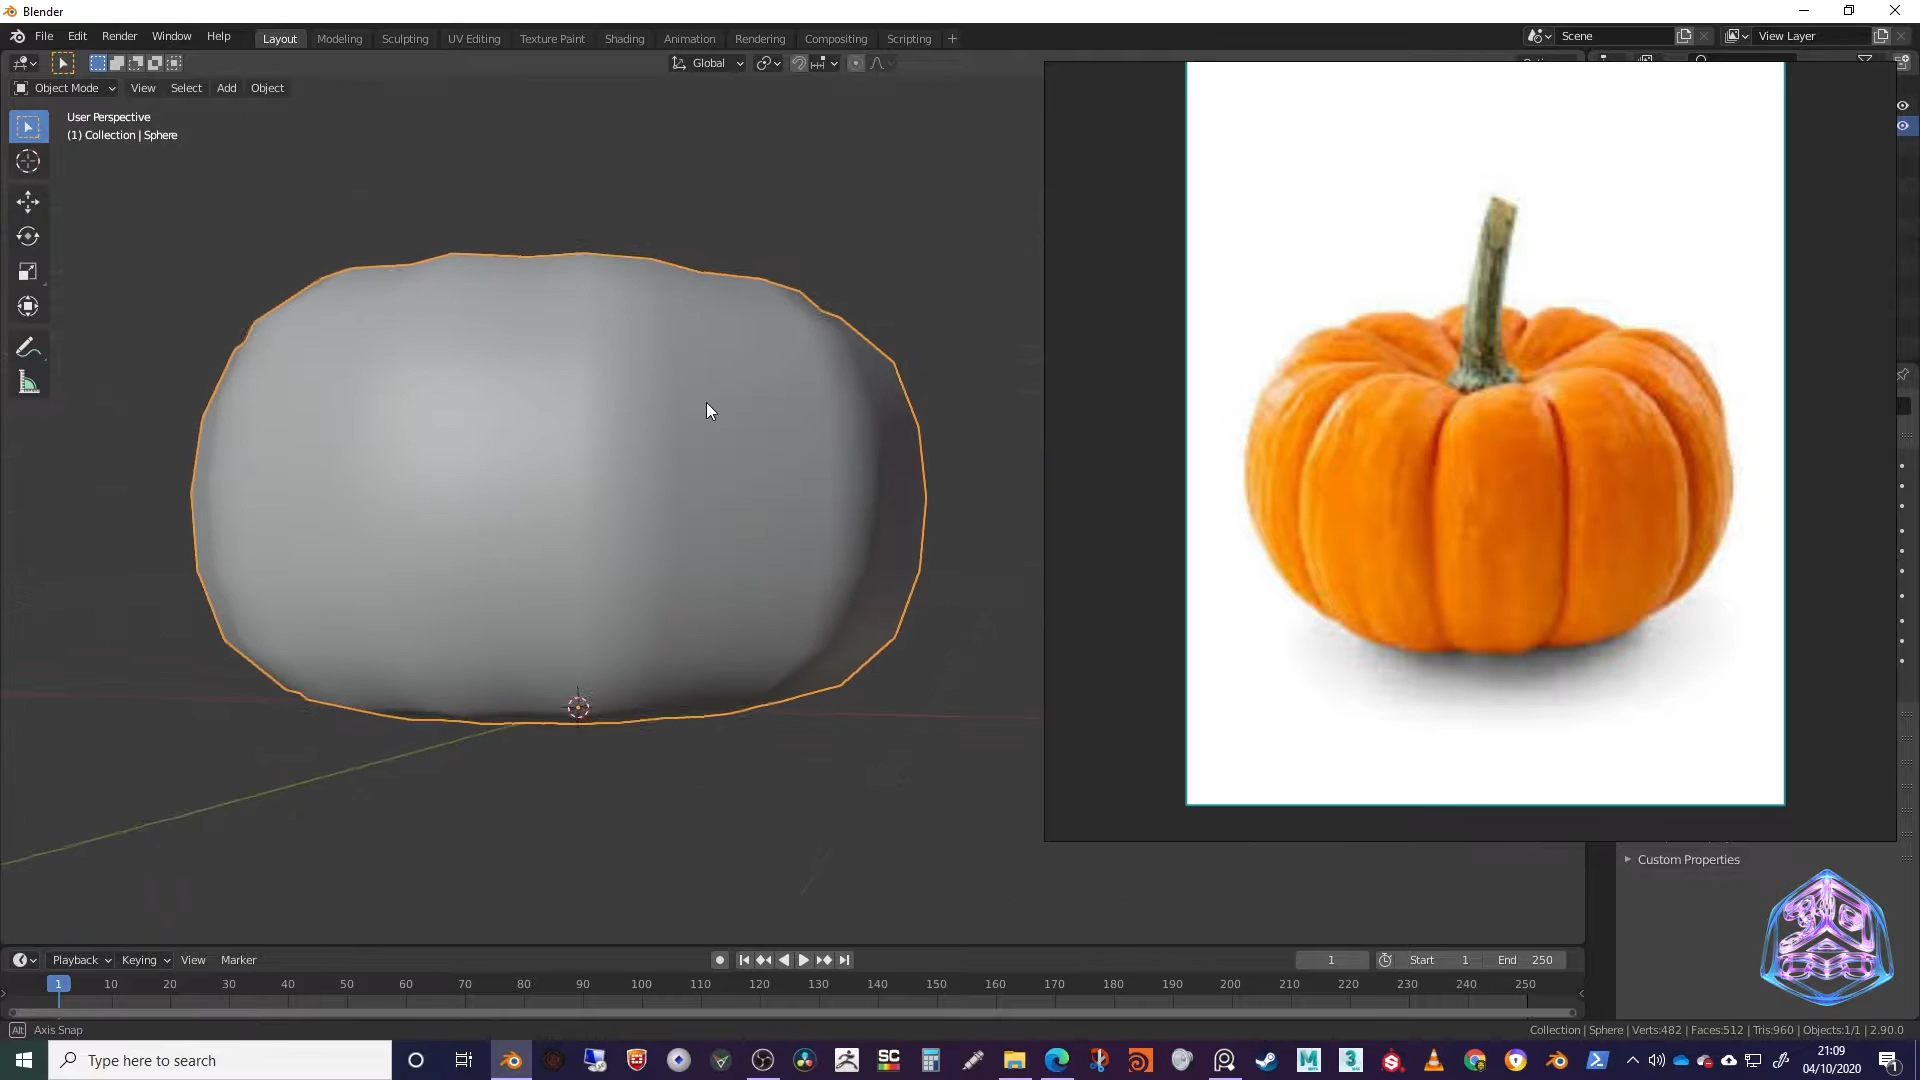 Blender
File Edit Render Window Help Layout Modeling Sculpting UV Editing Texture Paint Shading Animation Rendering Compositing Scripting Scene View Layer
Global
Object Mode View Select Add Object
User Perspective
(1) Collection | Sphere
Custom Properties
Playback Keying View Marker 1 Start 1 End 250
1 10 20 30 40 50 60 70 80 90 100 110 120 130 140 150 160 170 180 190 200 210 220 230 240 250
Alt Axis Snap Collection | Sphere | Verts:482 | Faces:512 | Tris:960 | Objects:1/1 | 2.90.0
Type here to search SC 21:09
04/10/2020